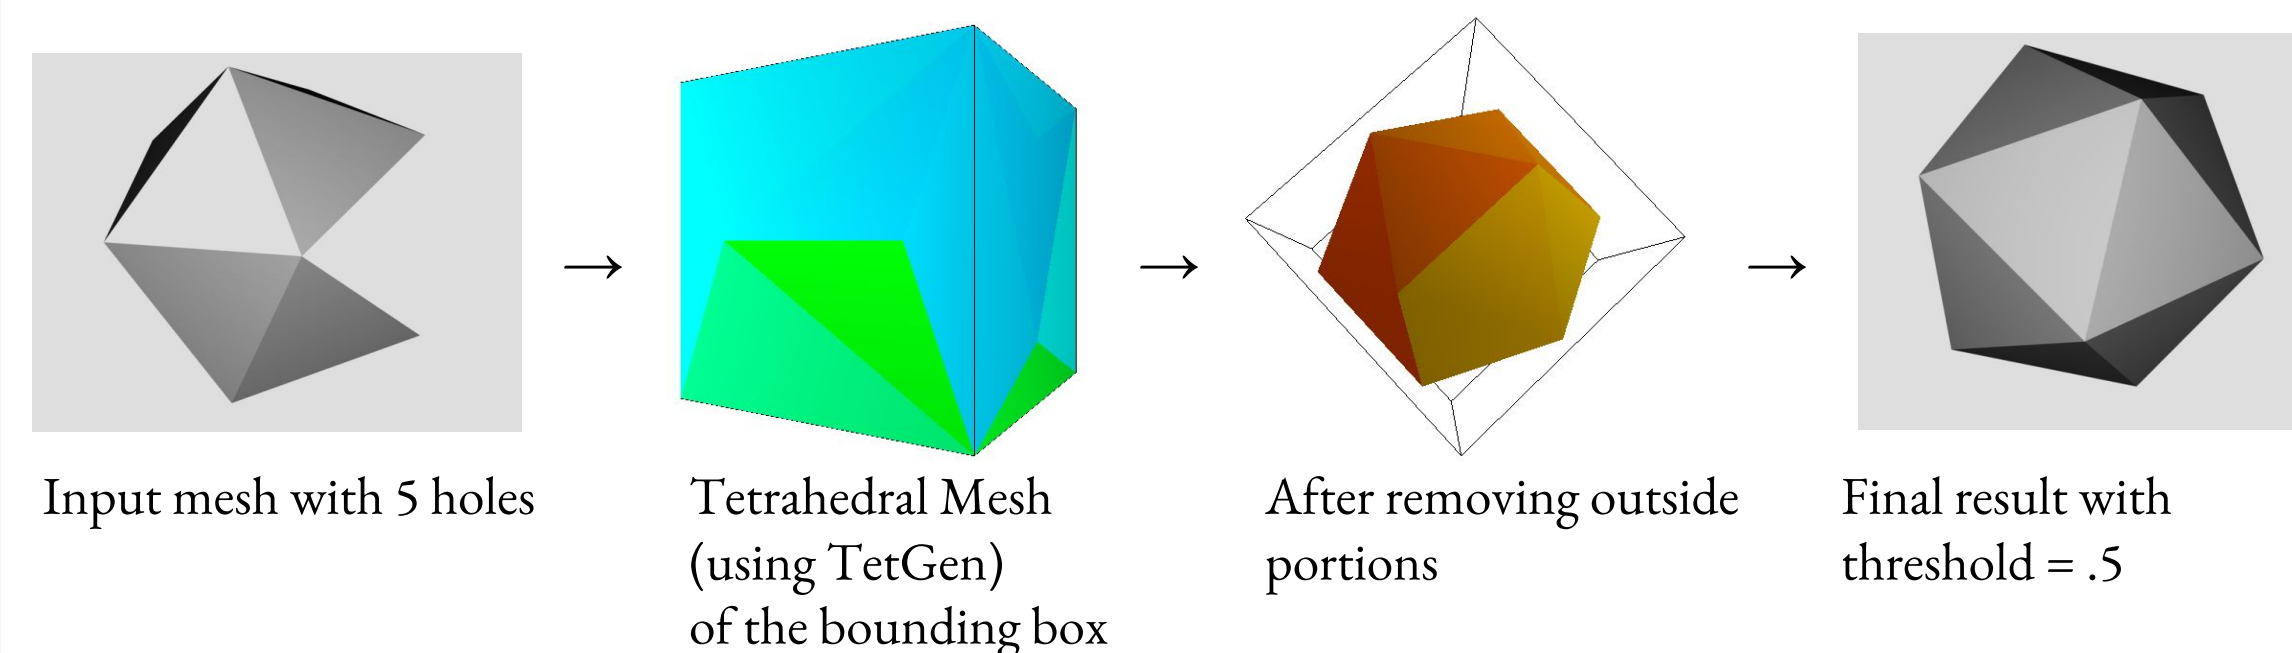 Input mesh with 5 holes
Tetrahedral Mesh
(using TetGen)
of the bounding box
After removing outside
portions
Final result with
threshold = .5